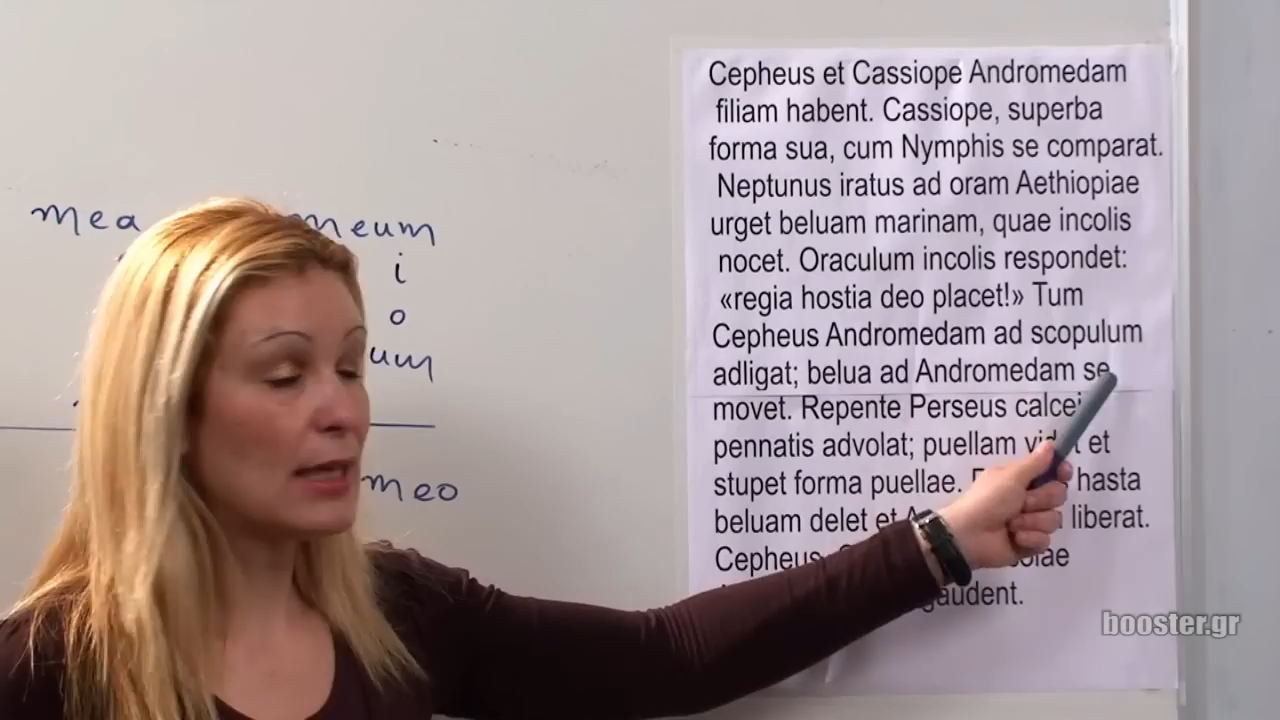 mea meum
i
o
um
meo
Cepheus et Cassiope Andromedam
filiam habent. Cassiope, superba
forma sua, cum Nymphis se comparat.
Neptunus iratus ad oram Aethiopiae
urget beluam marinam, quae incolis
nocet. Oraculum incolis respondet:
«regia hostia deo placet!» Tum
Cepheus Andromedam ad scopulum
adligat; belua ad Andromedam se
movet. Repente Perseus
pennatis advolat; puellam et
stupet forma puellae. hasta
beluam delet et liberat.
Cepheus
gaudent.
booster.gr